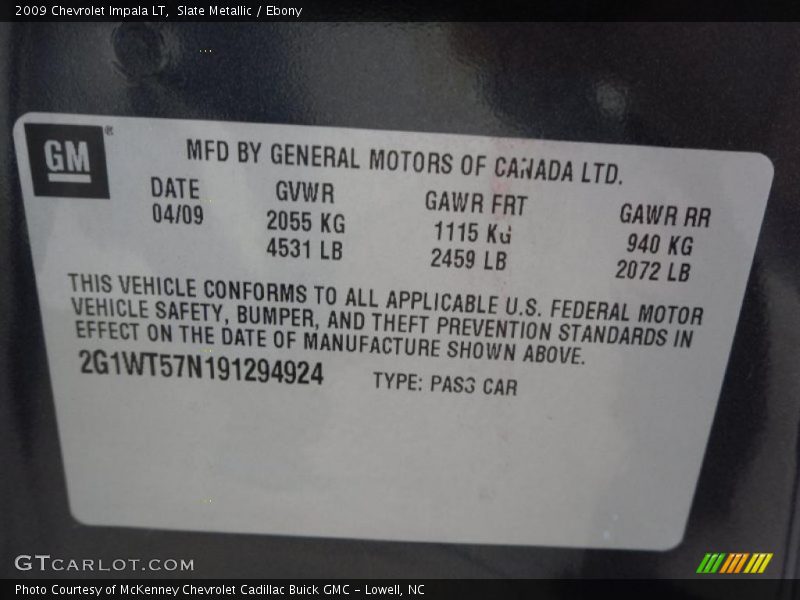 2009 Chevrolet Impala LT, Slate Metallic / Ebony
GM®
MFD BY GENERAL MOTORS OF CANADA LTD.
DATE GVWR GAWR FRT GAWR RR
04/09 2055 KG 1115 KG 940 KG
4531 LB 2459 LB 2072 LB
THIS VEHICLE CONFORMS TO ALL APPLICABLE U.S. FEDERAL MOTOR
VEHICLE SAFETY, BUMPER, AND THEFT PREVENTION STANDARDS IN
EFFECT ON THE DATE OF MANUFACTURE SHOWN ABOVE.
2G1WT57N191294924 TYPE: PASS CAR
GTCARLOT.COM
Photo Courtesy of McKenney Chevrolet Cadillac Buick GMC - Lowell, NC